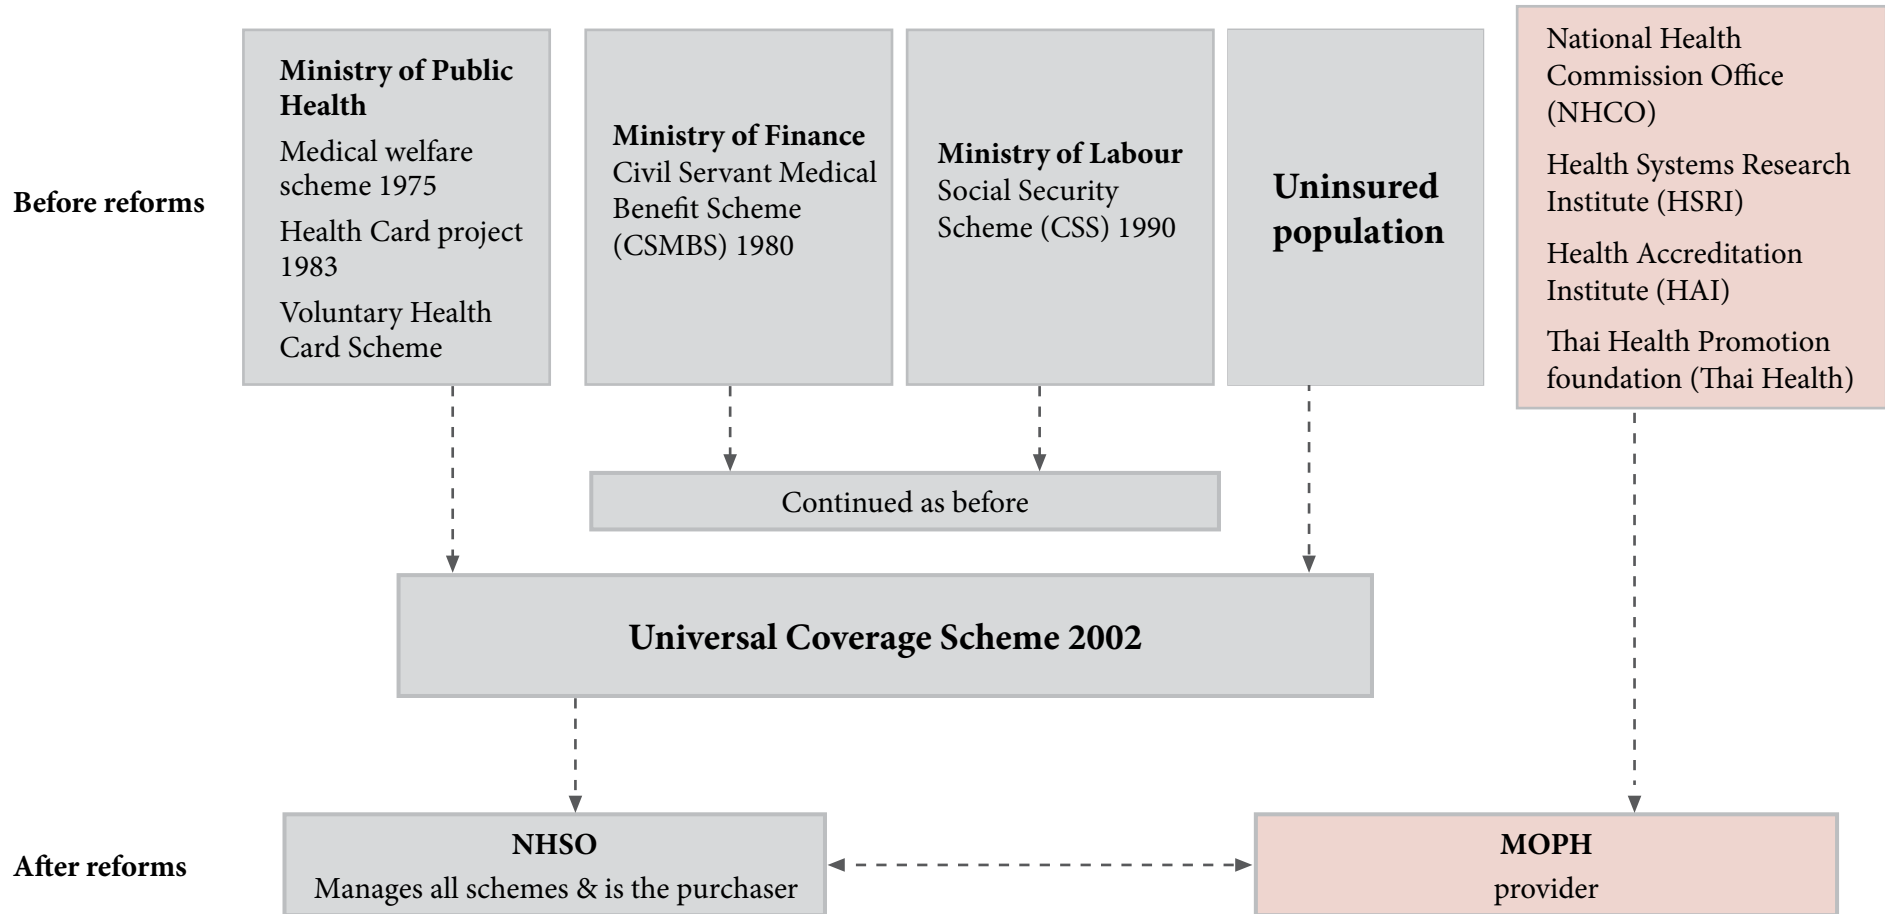 Before reforms
Ministry of Public
Health
Medical welfare
scheme 1975
Health Card project
1983
Voluntary Health
Card Scheme
Ministry of Finance
Civil Servant Medical
Benefit Scheme
(CSMBS) 1980
Ministry of Labour
Social Security
Scheme (CSS) 1990
Uninsured
population
National Health
Commission Office
(NHCO)
Health Systems Research
Institute (HSRI)
Health Accreditation
Institute (HAI)
Thai Health Promotion
foundation (Thai Health)
Continued as before
Universal Coverage Scheme 2002
After reforms
NHSO
Manages all schemes & is the purchaser
MOPH
provider